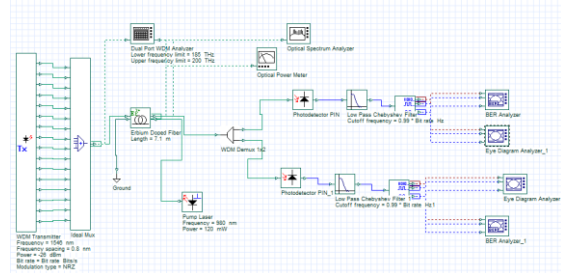 Dual Port WDM Analyzer
Lower frequency limit = 185 THz
Upper frequency limit = 200 THz
Optical Spectrum Analyzer
Optical Power Meter
Tx
Erbium Doped Fiber
Length = 7.1 m
WDM Demux 1x2
Photodetector PIN
Low Pass Chebyshev Filter
Cutoff frequency = 0.99 * Bit rate Hz
BER Analyzer
Eye Diagram Analyzer_1
Ground
Photodetector PIN_1
Low Pass Chebyshev Filter
Cutoff frequency = 0.99 * Bit rate Hz1
Eye Diagram Analyzer
BER Analyzer_1
Pump Laser
Frequency = 980 nm
Power = 120 mW
WDM Transmitter
Frequency = 1546 nm
Frequency spacing = 0.8 nm
Power = -26 dBm
Bit rate = Bit rate Bits/s
Modulation type = NRZ
Ideal Mux